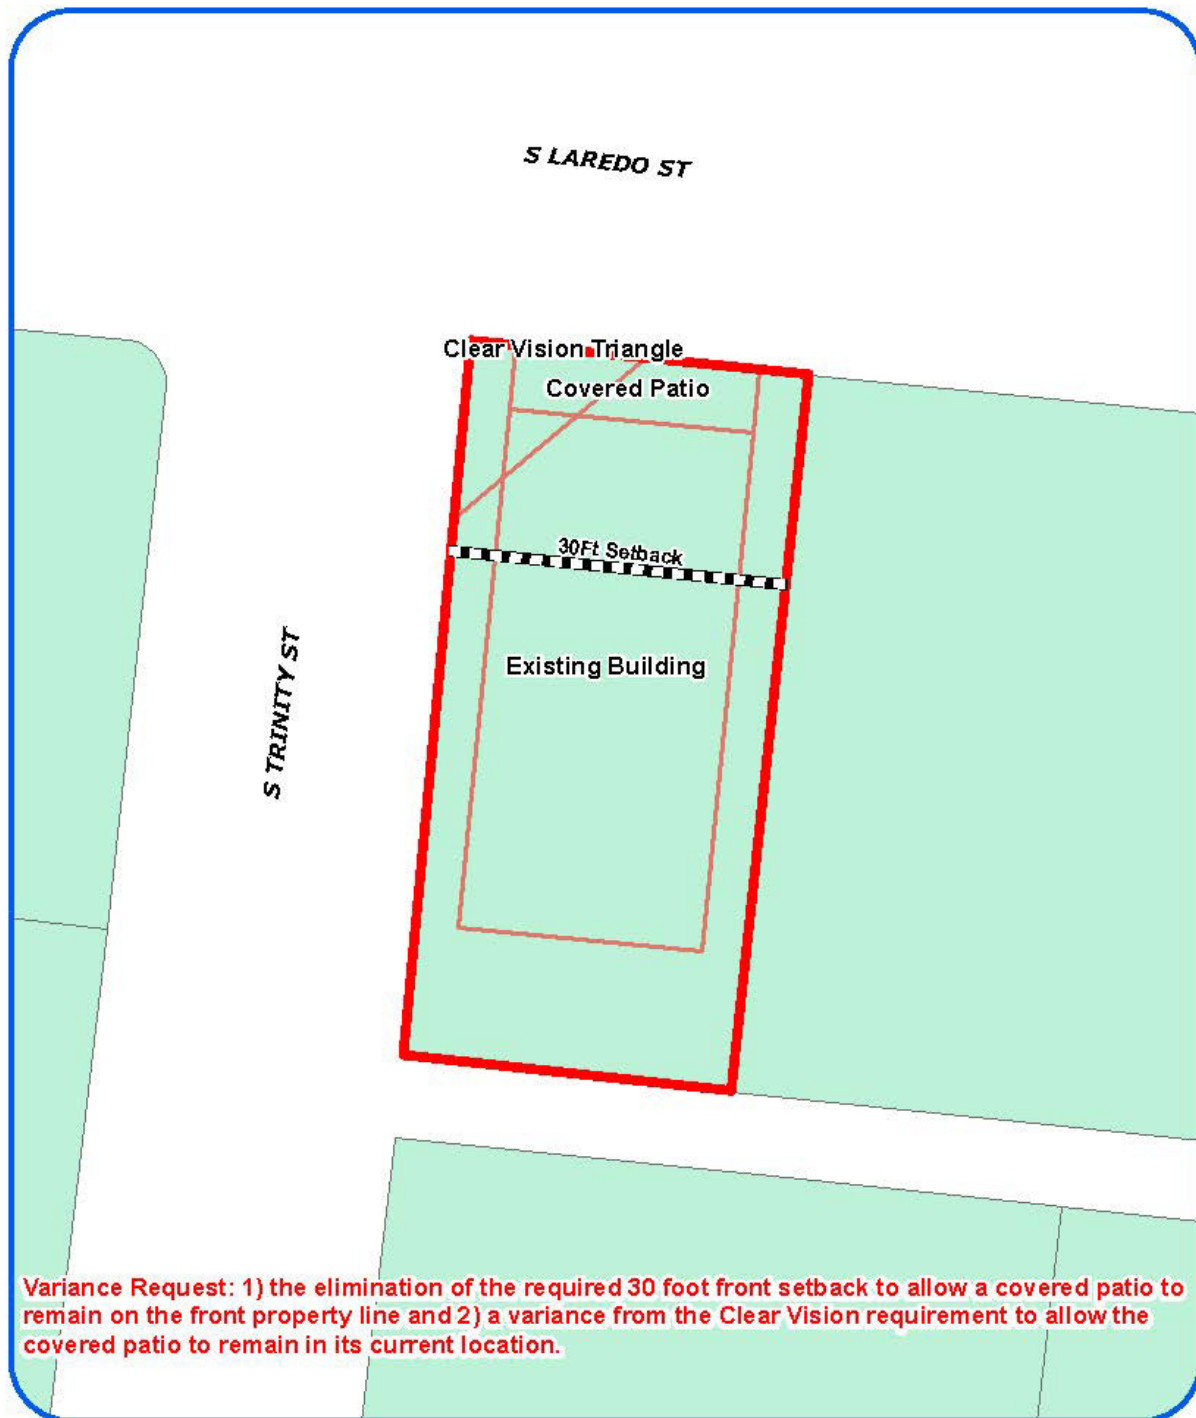 S LAREDO ST
Clear Vision Triangle
Covered Patio
30Ft Setback
Existing Building
S TRINITY ST
Variance Request: 1) the elimination of the required 30 foot front setback to allow a covered patio to
remain on the front property line and 2) a variance from the Clear Vision requirement to allow the
covered patio to remain in its current location.